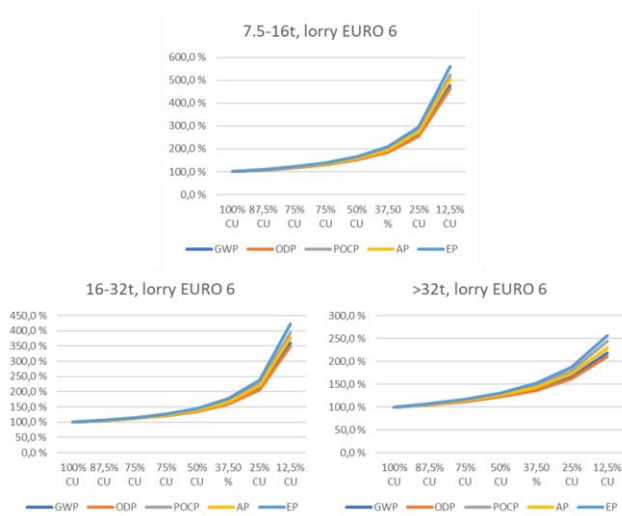 7.5-16t, lorry EURO 6
600,0 %
500,0 %
400,0 %
300,0 %
200,0 %
100,0 %
0,0 %
100% 87,5% 75% 75% 50% 37,50 25% 12,5%
CU CU CU CU CU % CU CU
GWP ODP POCP AP EP
16-32t, lorry EURO 6
450,0 %
400,0 %
350,0 %
300,0 %
250,0 %
200,0 %
150,0 %
100,0 %
50,0 %
0,0 %
100% 87,5% 75% 75% 50% 37,50 25% 12,5%
CU CU CU CU CU % CU CU
GWP ODP POCP AP EP
>32t, lorry EURO 6
300,0 %
250,0 %
200,0 %
150,0 %
100,0 %
50,0 %
0,0 %
100% 87,5% 75% 75% 50% 37,50 25% 12,5%
CU CU CU CU CU % CU CU
GWP ODP POCP AP EP